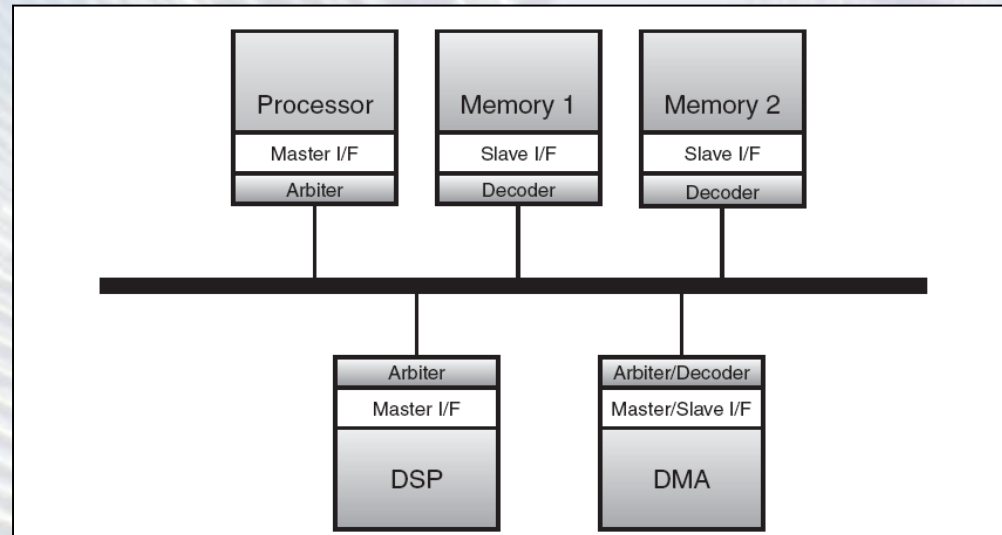 Processor
Master I/F
Arbiter
Memory 1
Slave I/F
Decoder
Memory 2
Slave I/F
Decoder
Arbiter
Master I/F
DSP
Arbiter/Decoder
Master/Slave I/F
DMA